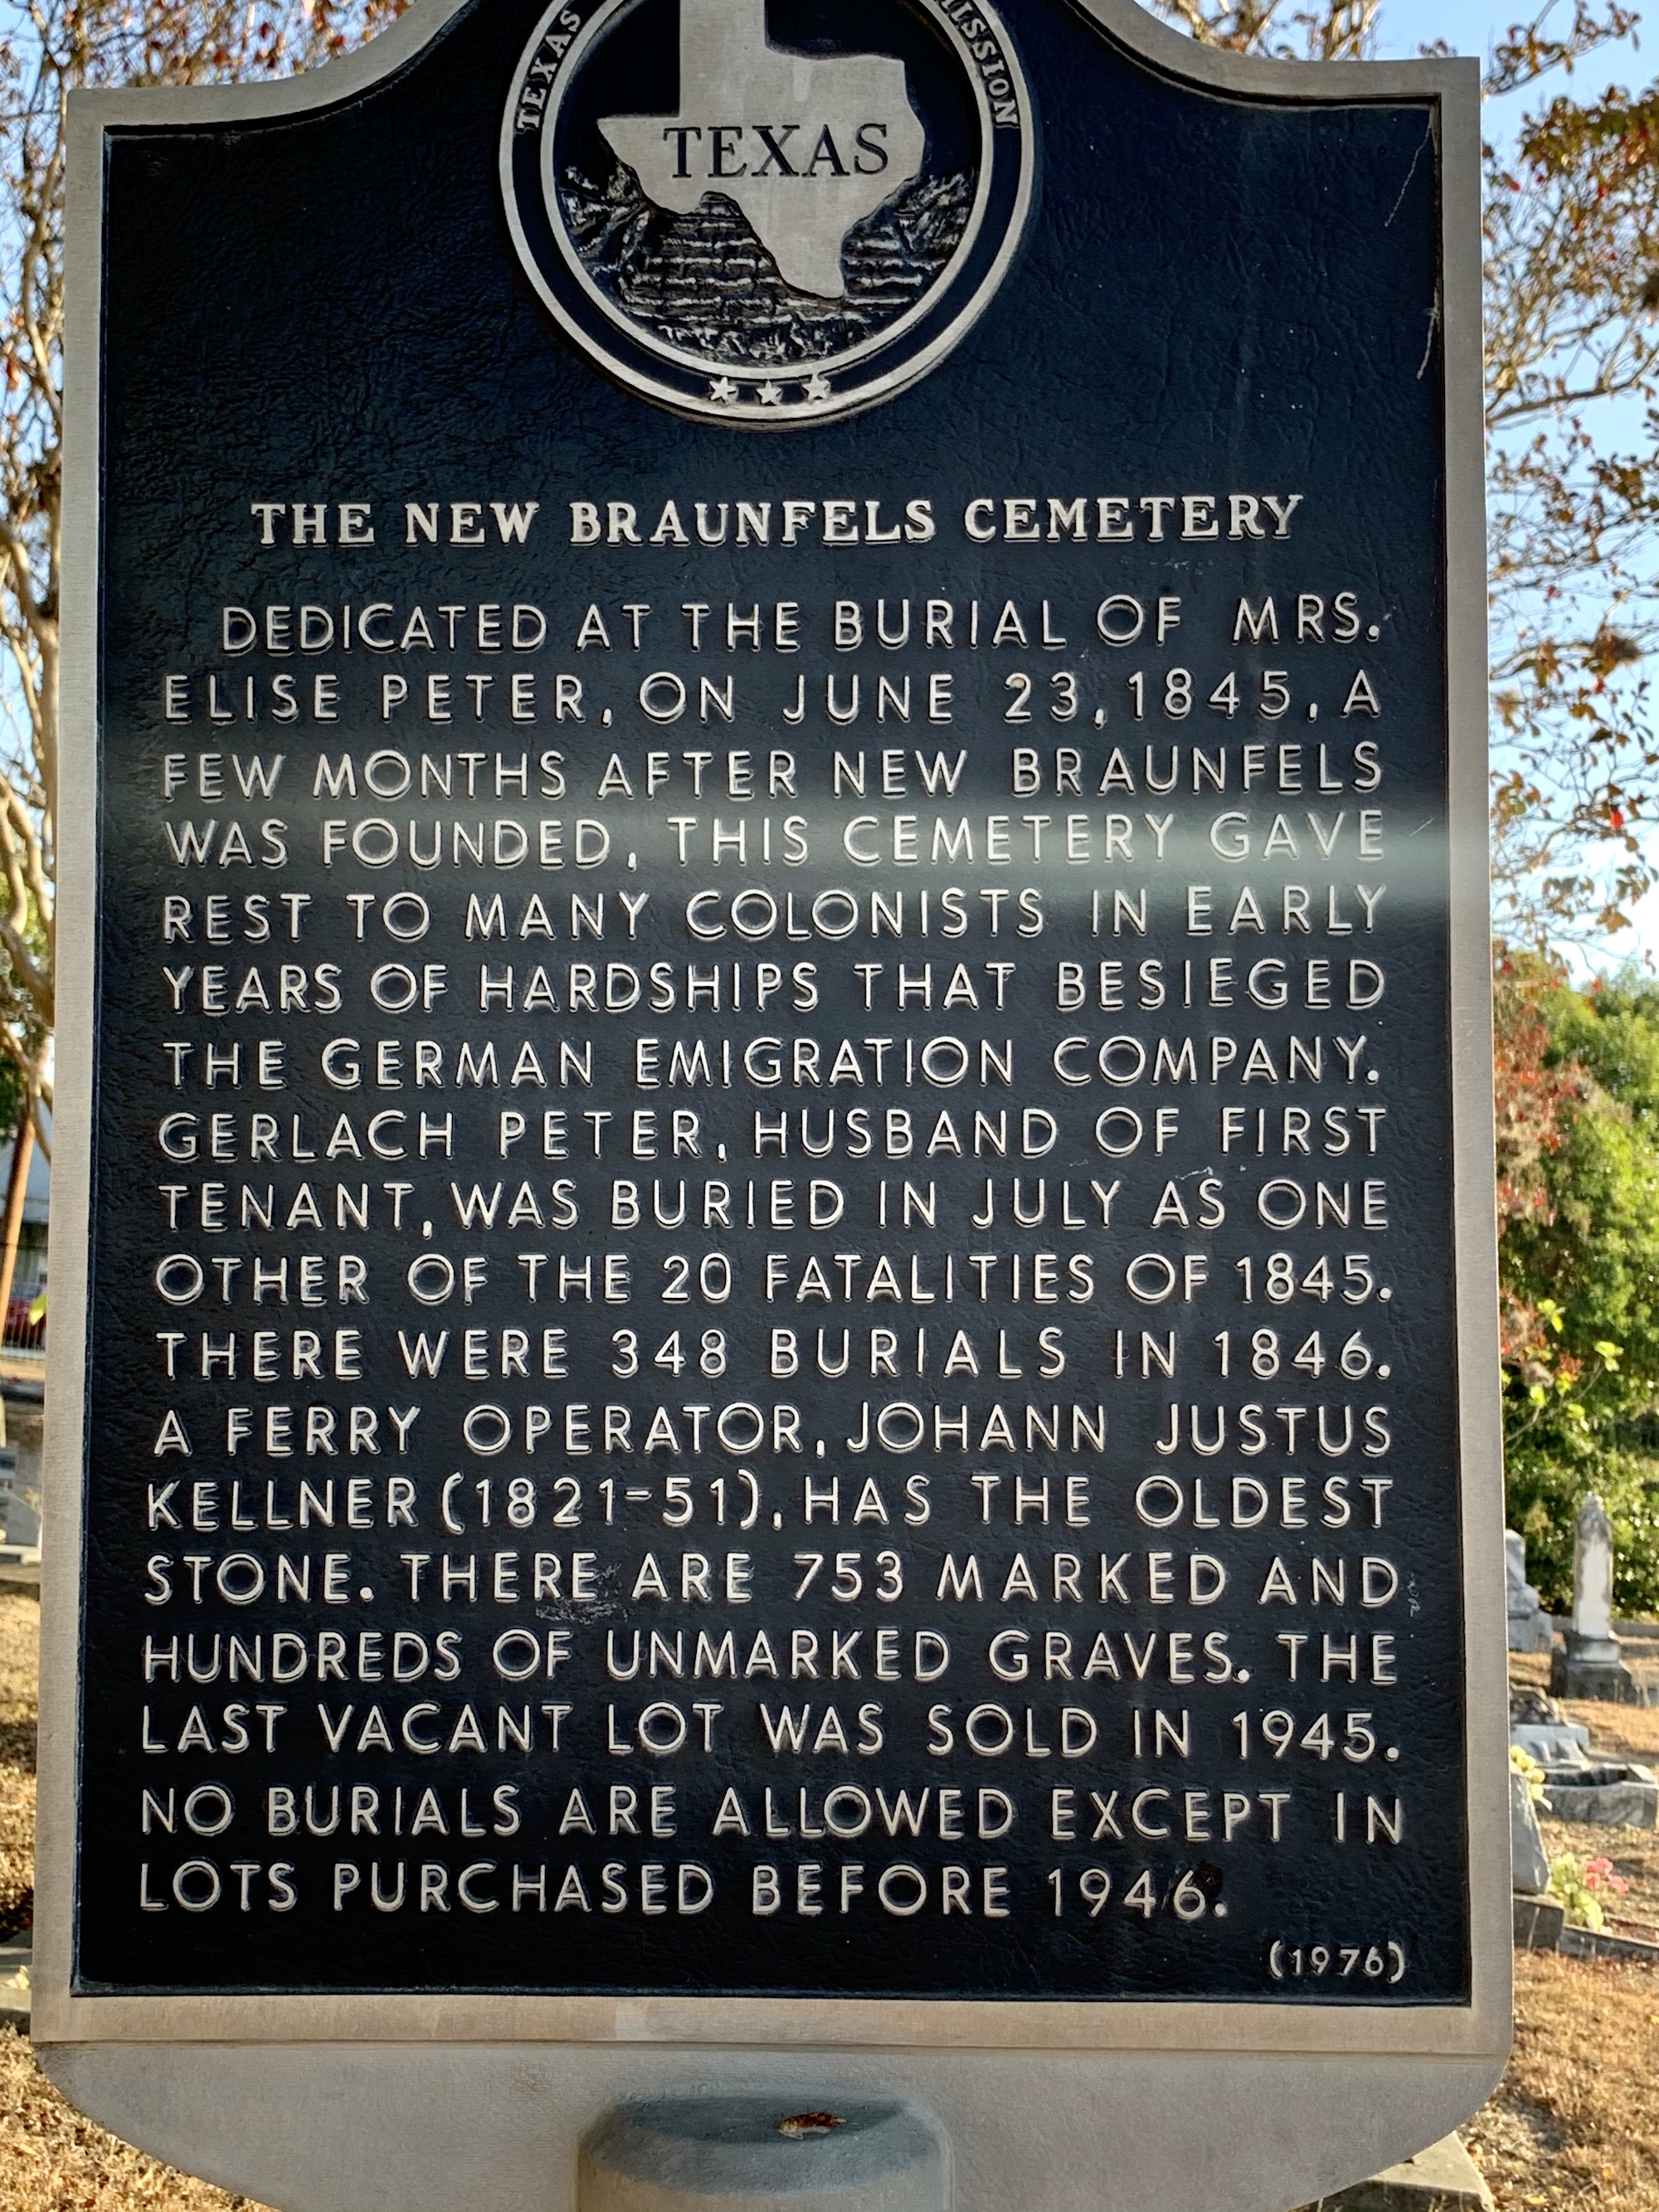 TEXAS
TEXAS
THE NEW BRAUNFELS CEMETERY
DEDICATED AT THE BURIAL OF MRS.
ELISE PETER, ON JUNE 23, 1845, A
FEW MONTHS AFTER NEW BRAUNFELS
WAS FOUNDED, THIS CEMETERY GAVE
REST TO MANY COLONISTS IN EARLY
YEARS OF HARDSHIPS THAT BESIEGED
THE GERMAN EMIGRATION COMPANY.
GERLACH PETER, HUSBAND OF FIRST
TENANT, WAS BURIED IN JULY AS ONE
OTHER OF THE 20 FATALITIES OF 1845.
THERE WERE 348 BURIALS IN 1846.
A FERRY OPERATOR, JOHANN JUSTUS
KELLNER (1821-51), HAS THE OLDEST
STONE. THERE ARE 753 MARKED AND
HUNDREDS OF UNMARKED GRAVES. THE
LAST VACANT LOT WAS SOLD IN 1945.
NO BURIALS ARE ALLOWED EXCEPT IN
LOTS PURCHASED BEFORE 1946.
(1976)